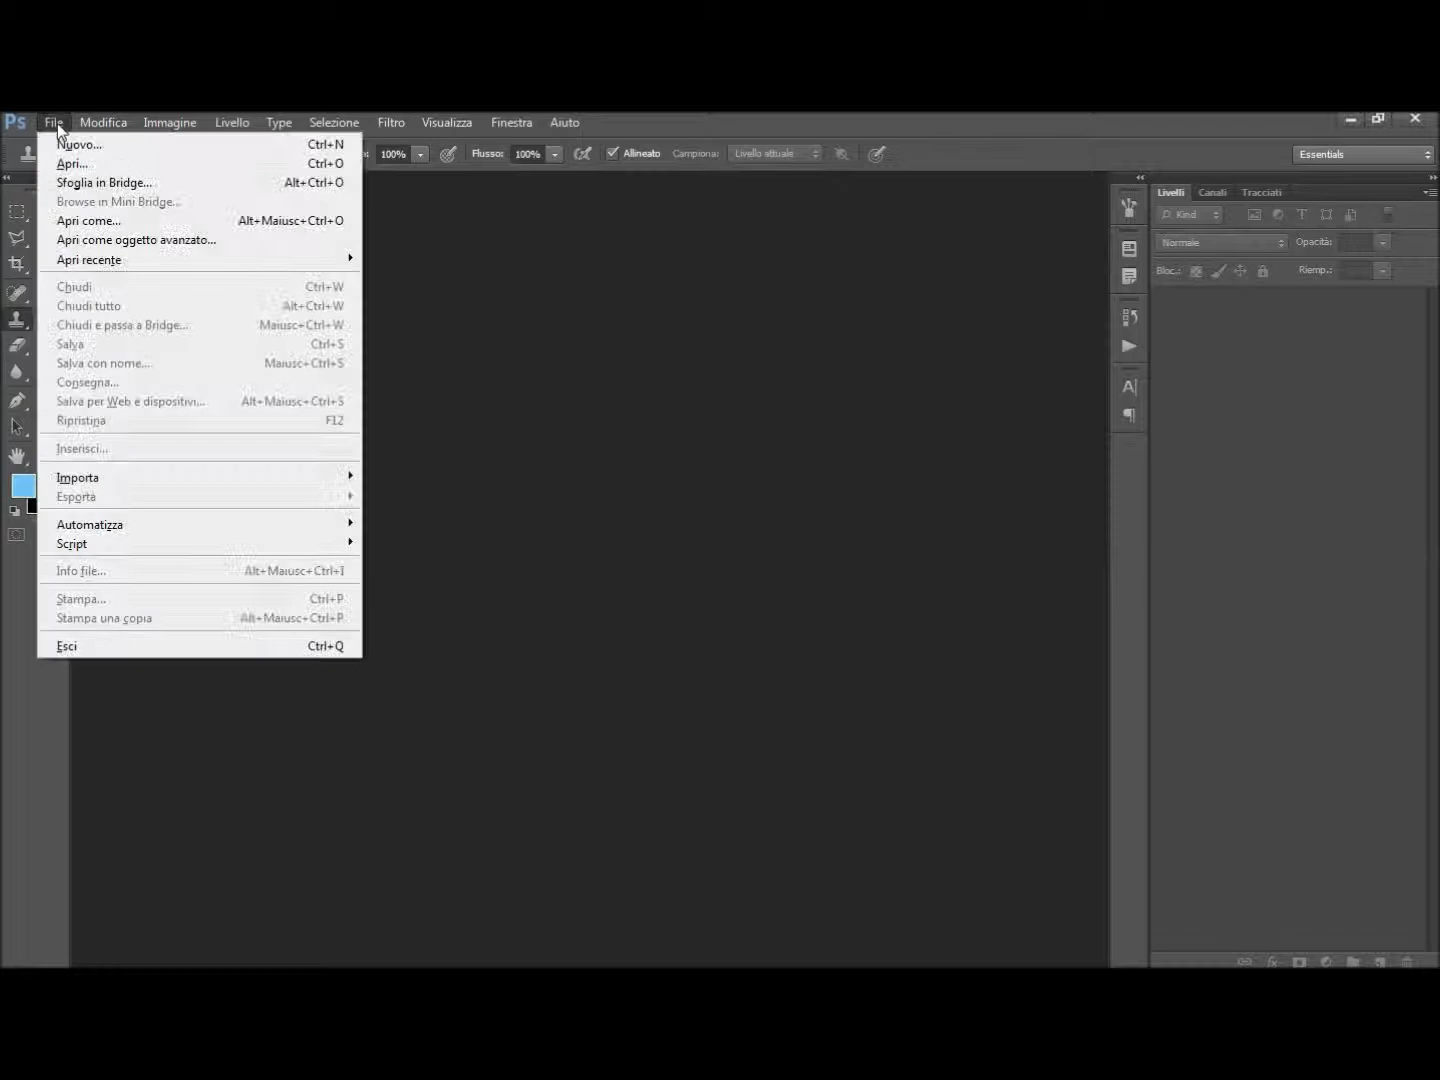 Ps File Modifica Immagine Livello Type Selezione Filtro Visualizza Finestra Aiuto
100% Flusso: 100% Allineato Campiona: Livello attuale Essentials
Nuovo... Ctrl+N
Apri... Ctrl+O
Sfoglia in Bridge... Alt+Ctrl+O
Browse in Mini Bridge...
Apri come... Alt+Maiusc+Ctrl+O
Apri come oggetto avanzato...
Apri recente
Chiudi Ctrl+W
Chiudi tutto Alt+Ctrl+W
Chiudi e passa a Bridge... Maiusc+Ctrl+W
Salva Ctrl+S
Salva con nome... Maiusc+Ctrl+S
Consegna...
Salva per Web e dispositivi... Alt+Maiusc+Ctrl+S
Ripristina F12
Inserisci...
Importa
Esporta
Automatizza
Script
Info file... Alt+Maiusc+Ctrl+I
Stampa... Ctrl+P
Stampa una copia Alt+Maiusc+Ctrl+P
Esci Ctrl+Q
Livelli Canali Tracciati
Kind
Normale Opacità:
Bloc.: Riemp.: